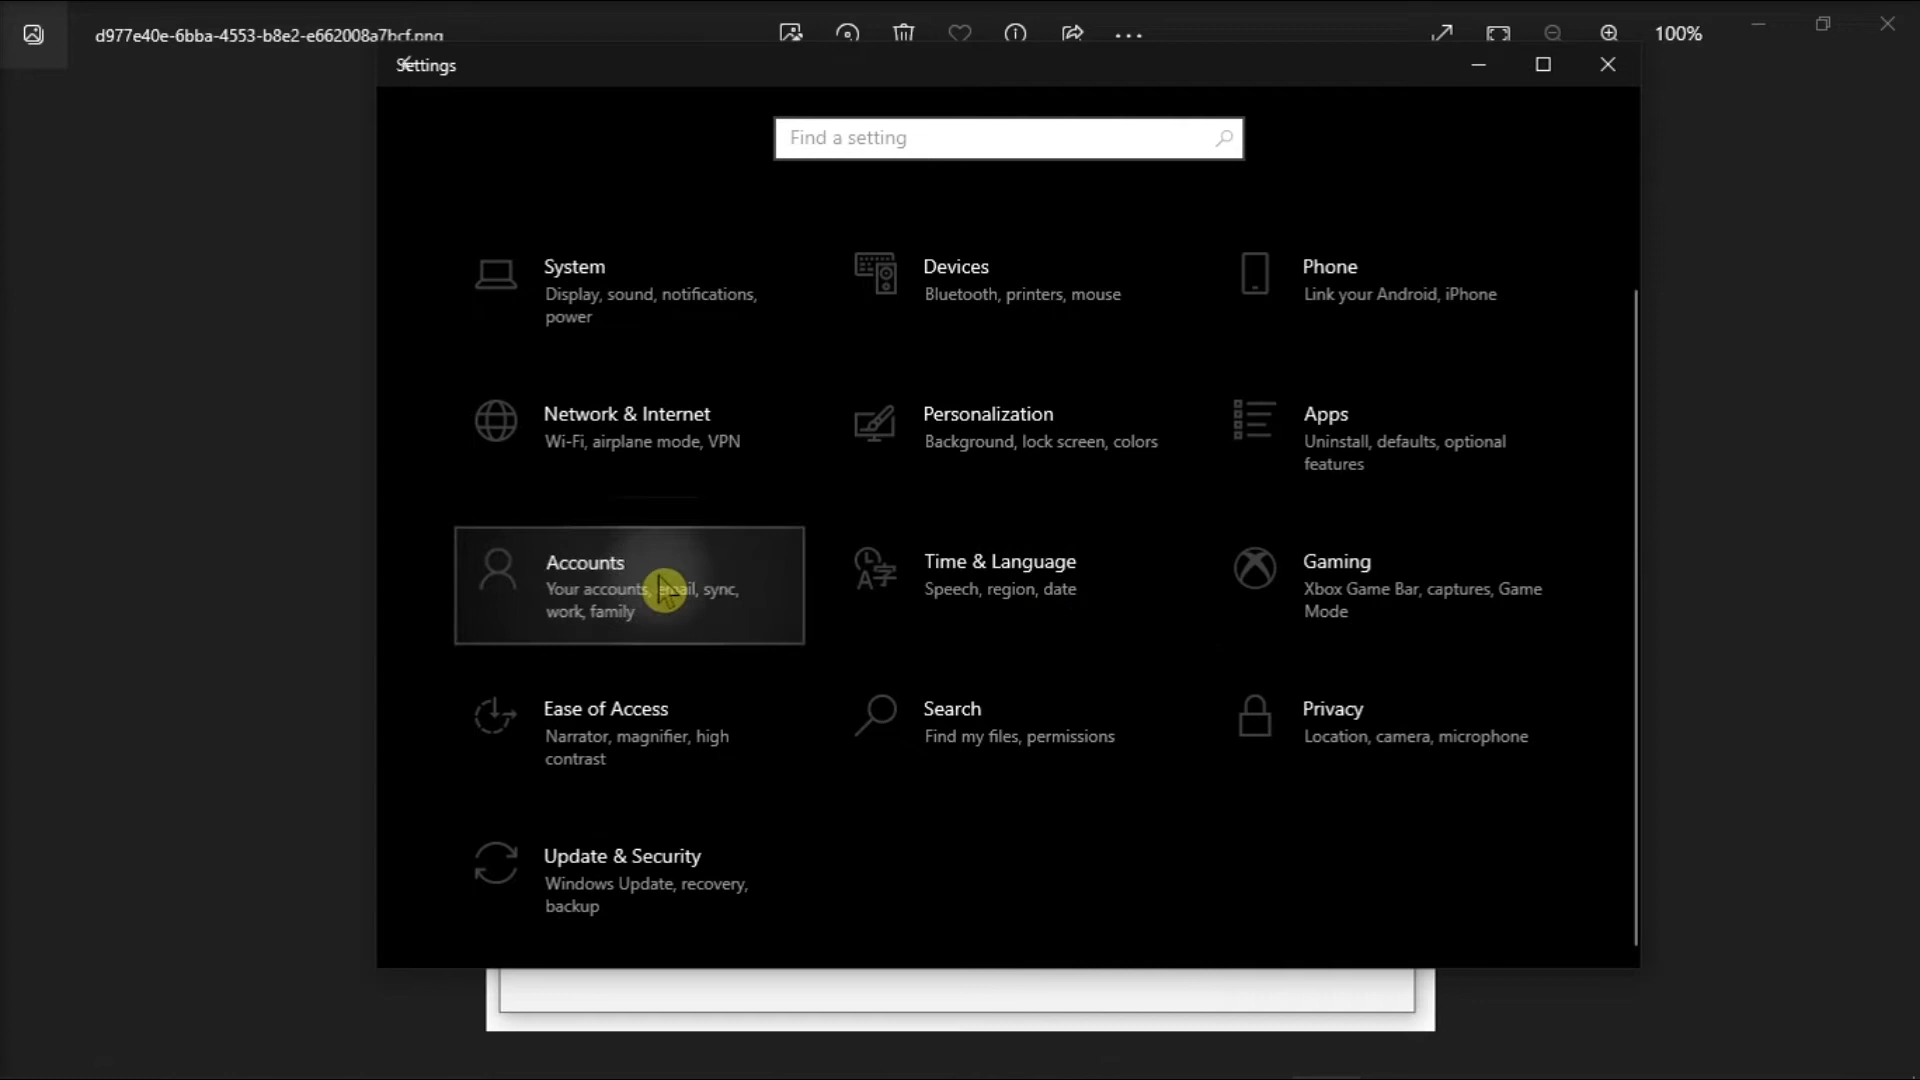 d977e40e-6bba-4553-b8e2-e662008a7bcf.png
100%
Settings
Find a setting
System
Display, sound, notifications,
power
Devices
Bluetooth, printers, mouse
Phone
Link your Android, iPhone
Network & Internet
Wi-Fi, airplane mode, VPN
Personalization
Background, lock screen, colors
Apps
Uninstall, defaults, optional
features
Accounts
Your accounts, email, sync,
work, family
Time & Language
Speech, region, date
Gaming
Xbox Game Bar, captures, Game
Mode
Ease of Access
Narrator, magnifier, high
contrast
Search
Find my files, permissions
Privacy
Location, camera, microphone
Update & Security
Windows Update, recovery,
backup